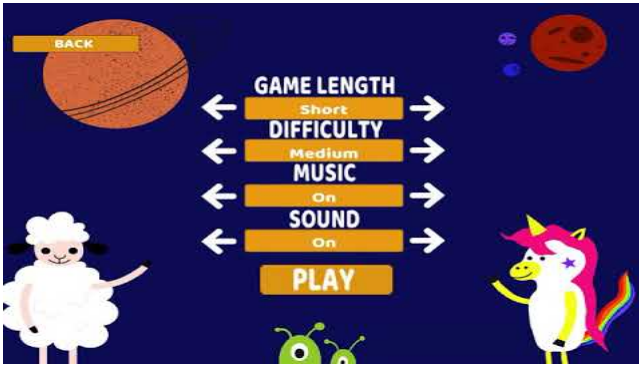 BACK
GAME LENGTH
Short
DIFFICULTY
Medium
MUSIC
On
SOUND
On
PLAY